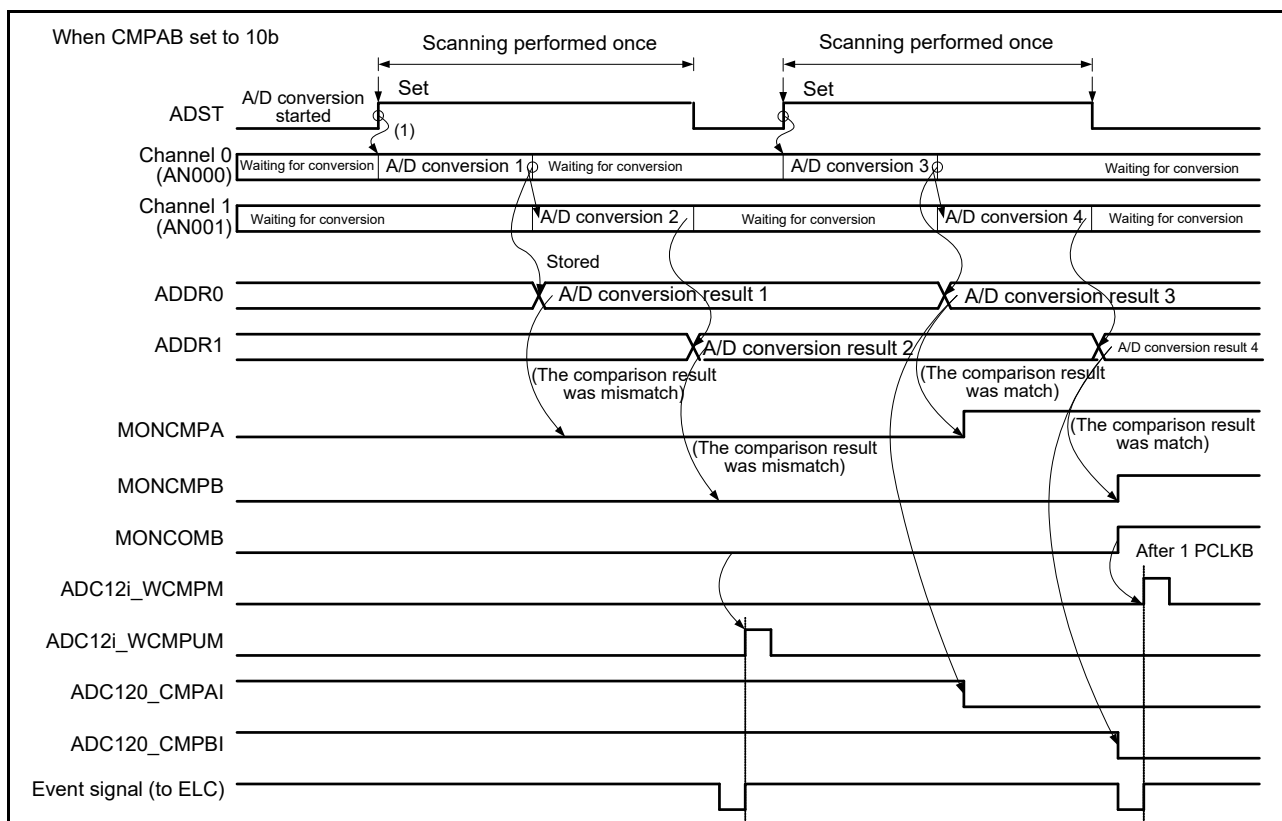 When CMPAB set to 10b
Scanning performed once
Scanning performed once
ADST
A/D conversion
started
Set
Set
(1)
Channel 0
(AN000)
Waiting for conversion
A/D conversion 1
Waiting for conversion
A/D conversion 3
Waiting for conversion
Channel 1
(AN001)
Waiting for conversion
A/D conversion 2
Waiting for conversion
A/D conversion 4
Waiting for conversion
Stored
ADDR0
A/D conversion result 1
A/D conversion result 3
ADDR1
A/D conversion result 2
A/D conversion result 4
(The comparison result
was mismatch)
(The comparison result
was match)
MONCMPA
(The comparison result
was mismatch)
(The comparison result
was match)
MONCMPB
MONCOMB
After 1 PCLKB
ADC12i_WCMPM
ADC12i_WCMPUM
ADC120_CMPAI
ADC120_CMPBI
Event signal (to ELC)